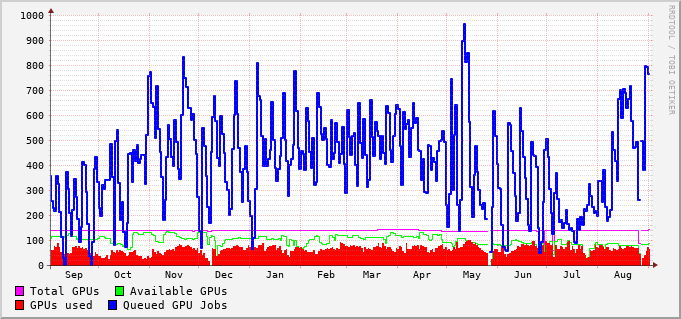 1000
900
800
700
600
500
400
300
200
100
0
Sep Oct Nov Dec Jan Feb Mar Apr May Jun Jul Aug
Total GPUs Available GPUs
GPUs used Queued GPU Jobs
RRDTOOL / TOBI OETIKER